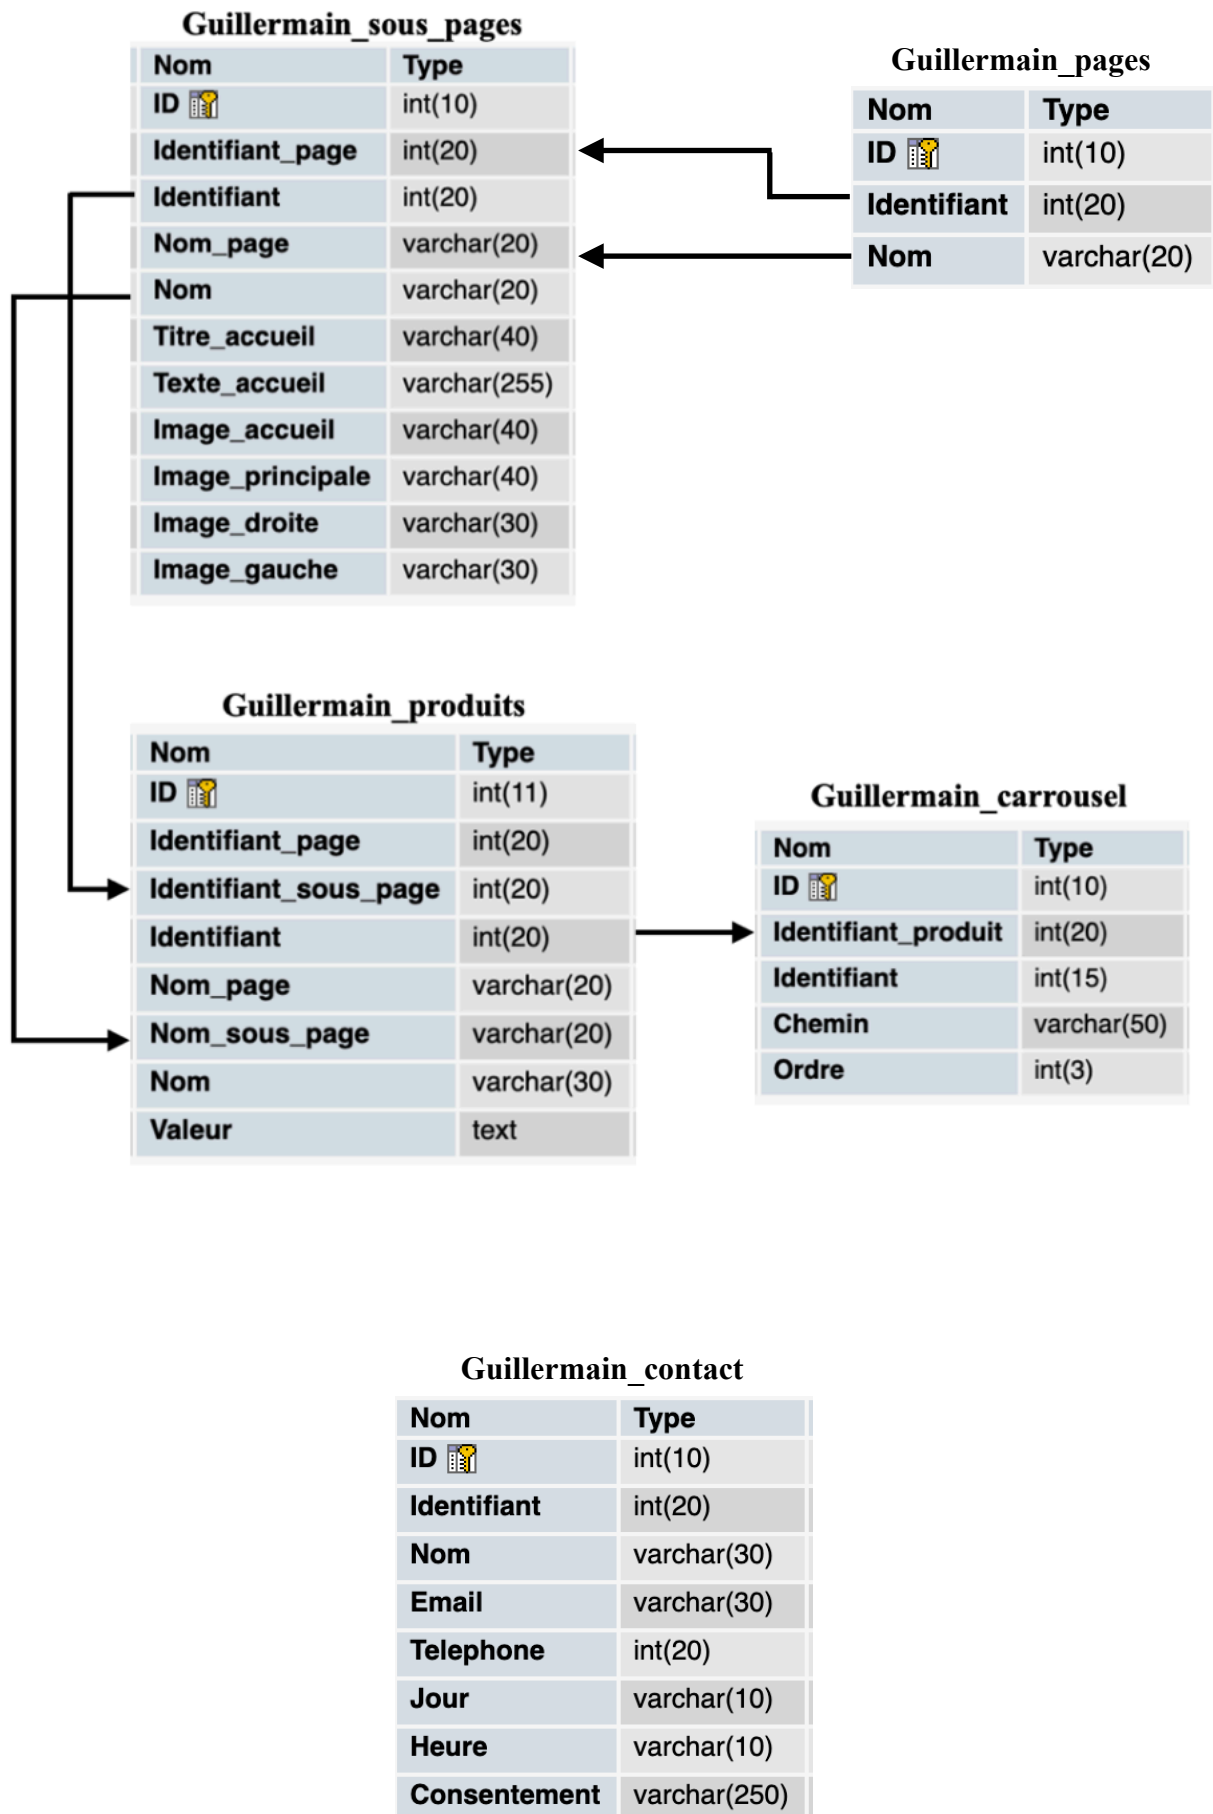 Guillermain_sous_pages
Nom Type
ID int(10)
Identifiant_page int(20)
Identifiant int(20)
Nom_page varchar(20)
Nom varchar(20)
Titre_accueil varchar(40)
Texte_accueil varchar(255)
Image_accueil varchar(40)
Image_principale varchar(40)
Image_droite varchar(30)
Image_gauche varchar(30)
Guillermain_pages
Nom Type
ID int(10)
Identifiant int(20)
Nom varchar(20)
Guillermain_produits
Nom Type
ID int(11)
Identifiant_page int(20)
Identifiant_sous_page int(20)
Identifiant int(20)
Nom_page varchar(20)
Nom_sous_page varchar(20)
Nom varchar(30)
Valeur text
Guillermain_carrousel
Nom Type
ID int(10)
Identifiant_produit int(20)
Identifiant int(15)
Chemin varchar(50)
Ordre int(3)
Guillermain_contact
Nom Type
ID int(10)
Identifiant int(20)
Nom varchar(30)
Email varchar(30)
Telephone int(20)
Jour varchar(10)
Heure varchar(10)
Consentement varchar(250)